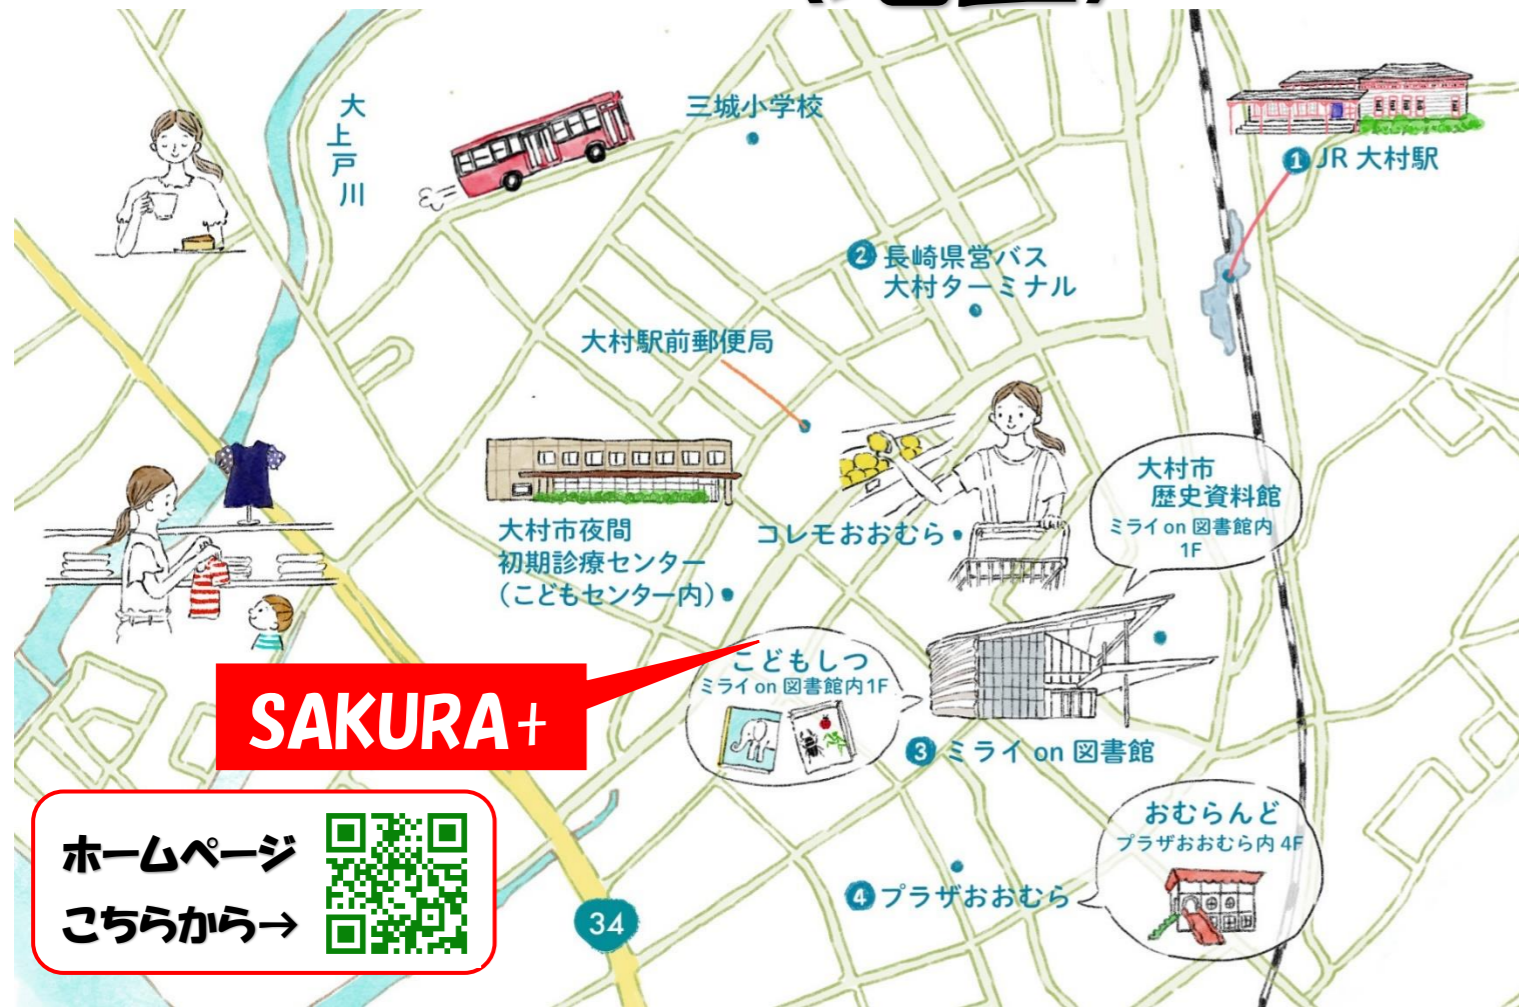 大上戸川
三城小学校
1 JR 大村駅
2 長崎県営バス
大村ターミナル
大村駅前郵便局
大村市
歴史資料館
ミライ on 図書館内
1F
大村市夜間
初期診療センター
（こどもセンター内）
コレモおおむら
こどもしつ
ミライ on 図書館内 1F
SAKURA+
3 ミライ on 図書館
おむらんど
プラザおおむら内 4F
4 プラザおおむら
ホームページ
こちらから→
34